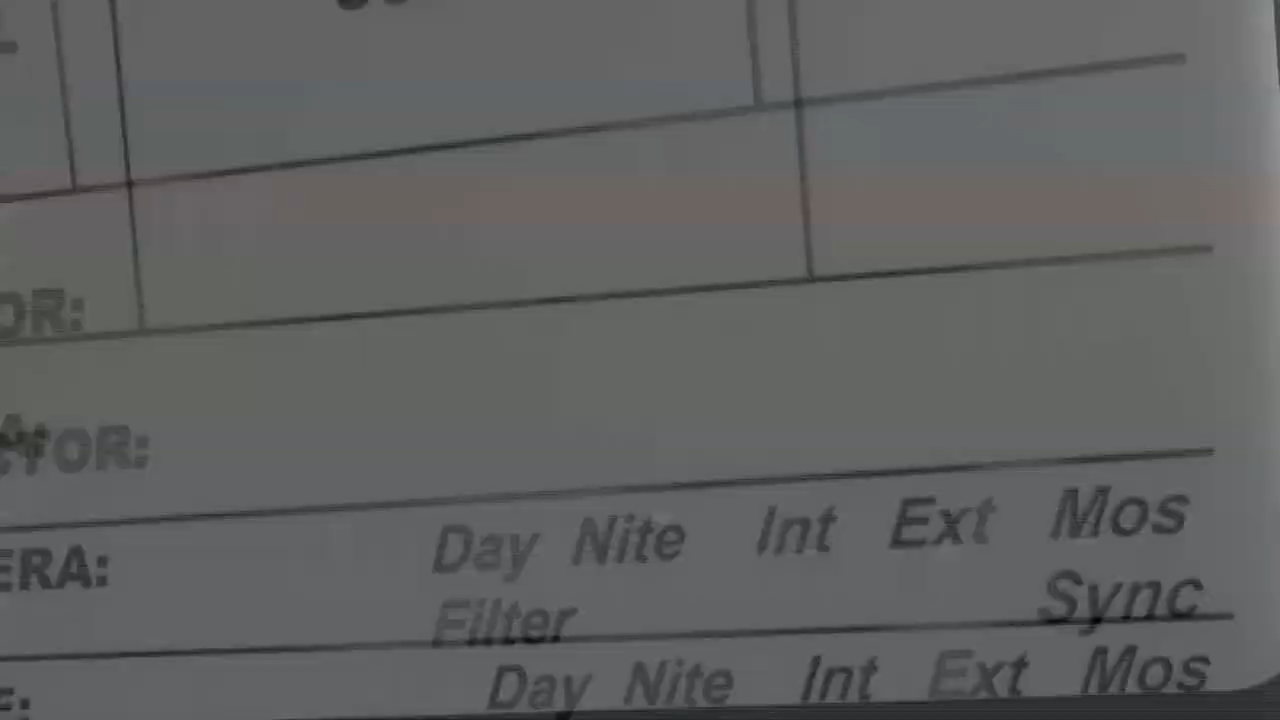 OR:
TOR:
ERA: Day Nite Int Ext Mos
Filter Sync
E: Day Nite Int Ext Mos